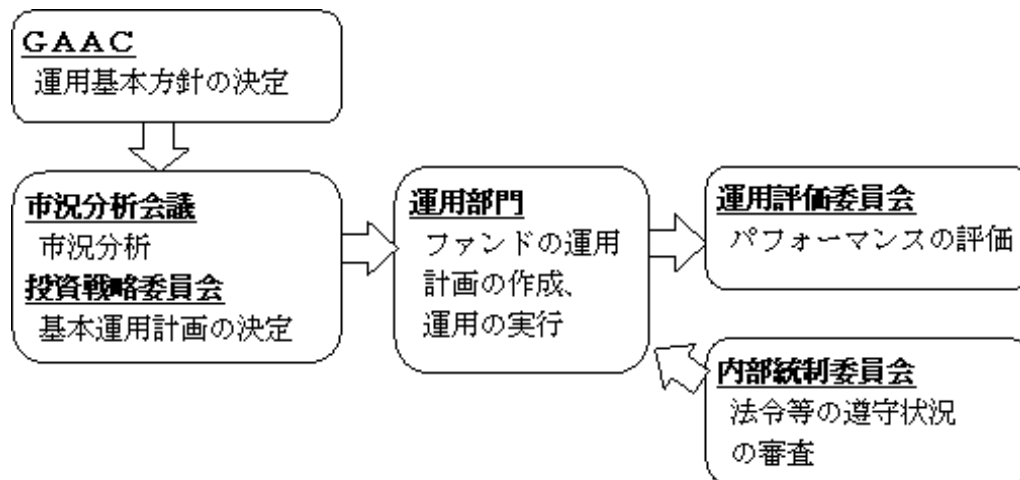 ＧＡＡＣ
運用基本方針の決定
市況分析会議
市況分析
投資戦略委員会
基本運用計画の決定
運用部門
ファンドの運用
計画の作成、
運用の実行
運用評価委員会
パフォーマンスの評価
内部統制委員会
法令等の遵守状況
の審査